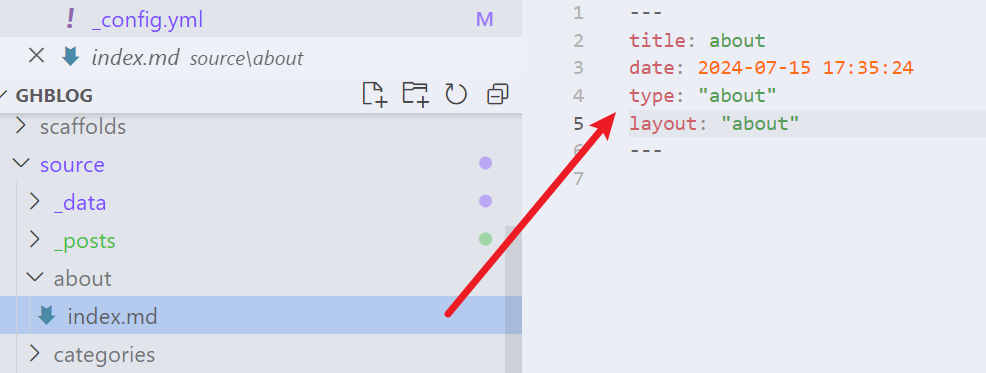 ! _config.yml M
index.md source\about
GHBLOG
scaffolds
source
_data
_posts
about
index.md
categories
1 ---
2 title: about
3 date: 2024-07-15 17:35:24
4 type: "about"
5 layout: "about"
6 ---
7